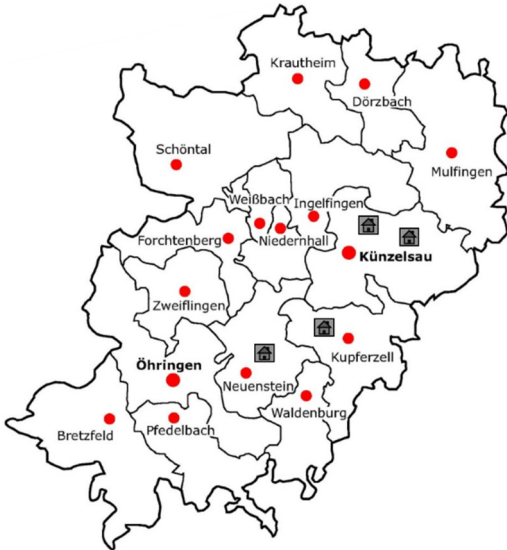 Krautheim
Dörzbach
Schöntal
Mulfingen
Weißbach
Ingelfingen
Forchtenberg
Niedernhall
Künzelsau
Zweiflingen
Kupferzell
Öhringen
Neuenstein
Waldenburg
Bretzfeld
Pfedelbach